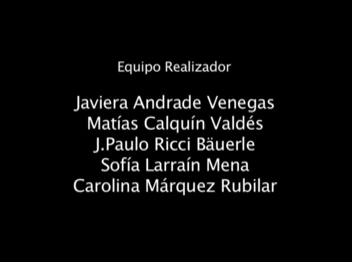 Equipo Realizador
Javiera Andrade Venegas
Matías Calquín Valdés
J.Paulo Ricci Bäuerle
Sofía Larraín Mena
Carolina Márquez Rubilar